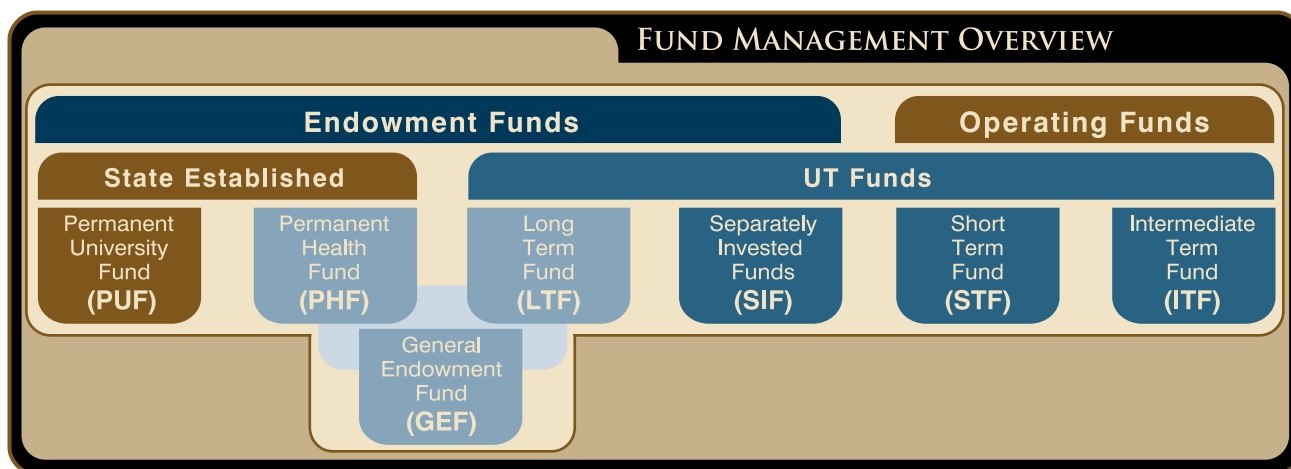 FUND MANAGEMENT OVERVIEW
Endowment Funds
Operating Funds
State Established
UT Funds
Permanent
University
Fund
(PUF)
Permanent
Health
Fund
(PHF)
Long
Term
Fund
(LTF)
Separately
Invested
Funds
(SIF)
Short
Term
Fund
(STF)
Intermediate
Term
Fund
(ITF)
General
Endowment
Fund
(GEF)